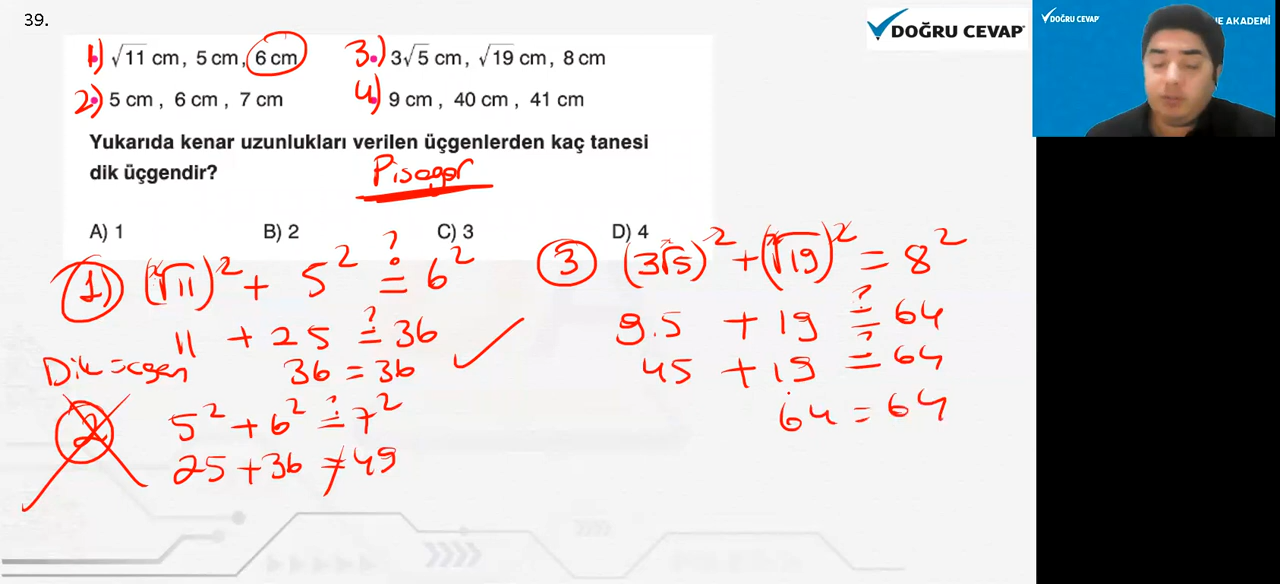 39.
DOĞRU CEVAP
DOĞRU CEVAP
NE AKADEMİ
1.) √11 cm , 5 cm , 6 cm
3.) 3√5 cm , √19 cm , 8 cm
2.) 5 cm , 6 cm , 7 cm
4.) 9 cm , 40 cm , 41 cm
Yukarıda kenar uzunlukları verilen üçgenlerden kaç tanesi
dik üçgendir?
Pisagor
A) 1 B) 2 C) 3 D) 4
1) (²√11)² + 5² ≟ 6²
11 + 25 ≟ 36
Dik üçgen 36 = 36 ✓
2 5² + 6² ≟ 7²
25 + 36 ≠ 49
3 (3√5)² + (²√19)² = 8²
9.5 + 19 ≟ 64
45 + 19 ≟ 64
64 = 64